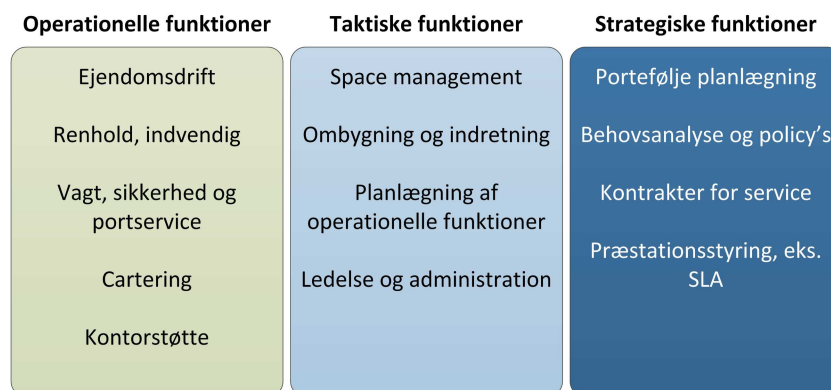 Operationelle funktioner
Ejendomsdrift
Renhold, indvendig
Vagt, sikkerhed og
portservice
Cartering
Kontorstøtte
Taktiske funktioner
Space management
Ombygning og indretning
Planlægning af
operationelle funktioner
Ledelse og administration
Strategiske funktioner
Portefølje planlægning
Behovsanalyse og policy's
Kontrakter for service
Præstationsstyring, eks.
SLA